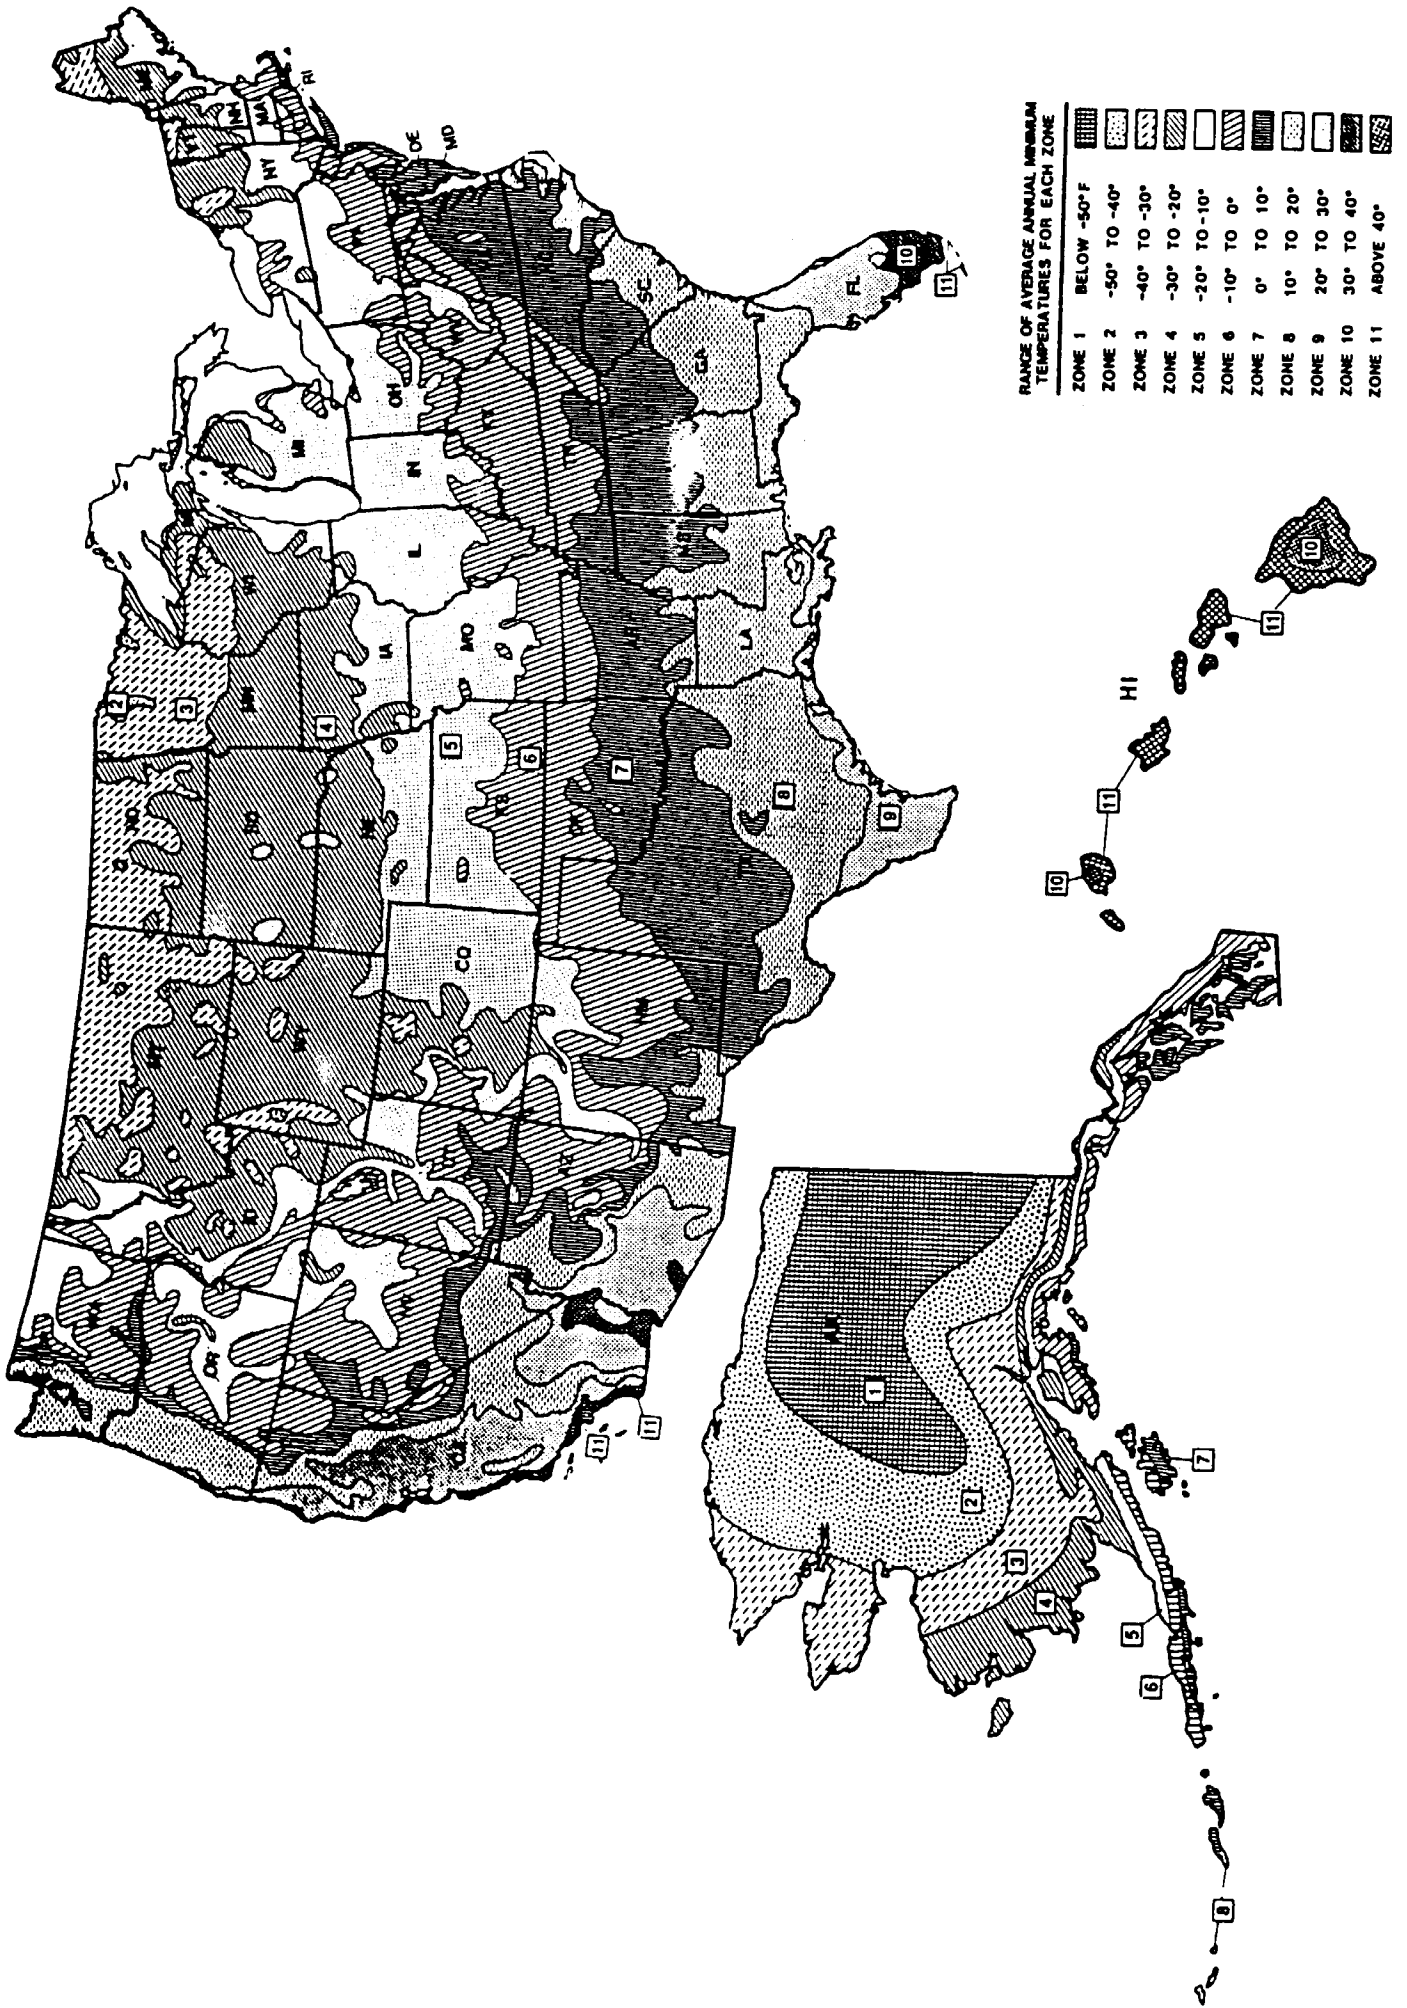 RANGE OF AVERAGE ANNUAL MINIMUM
TEMPERATURES FOR EACH ZONE
ZONE 1 BELOW -50° F
ZONE 2 -50° TO -40°
ZONE 3 -40° TO -30°
ZONE 4 -30° TO -20°
ZONE 5 -20° TO -10°
ZONE 6 -10° TO 0°
ZONE 7 0° TO 10°
ZONE 8 10° TO 20°
ZONE 9 20° TO 30°
ZONE 10 30° TO 40°
ZONE 11 ABOVE 40°
VT
NH
MA
RI
NY
DE
MD
MI
OH
IN
IL
WI
IA
MO
KS
CO
WY
OR
SC
GA
FL
LA
HI
2
3
4
5
6
7
8
9
10
11
11
11
1
2
3
4
5
6
7
8
10
11
11
10